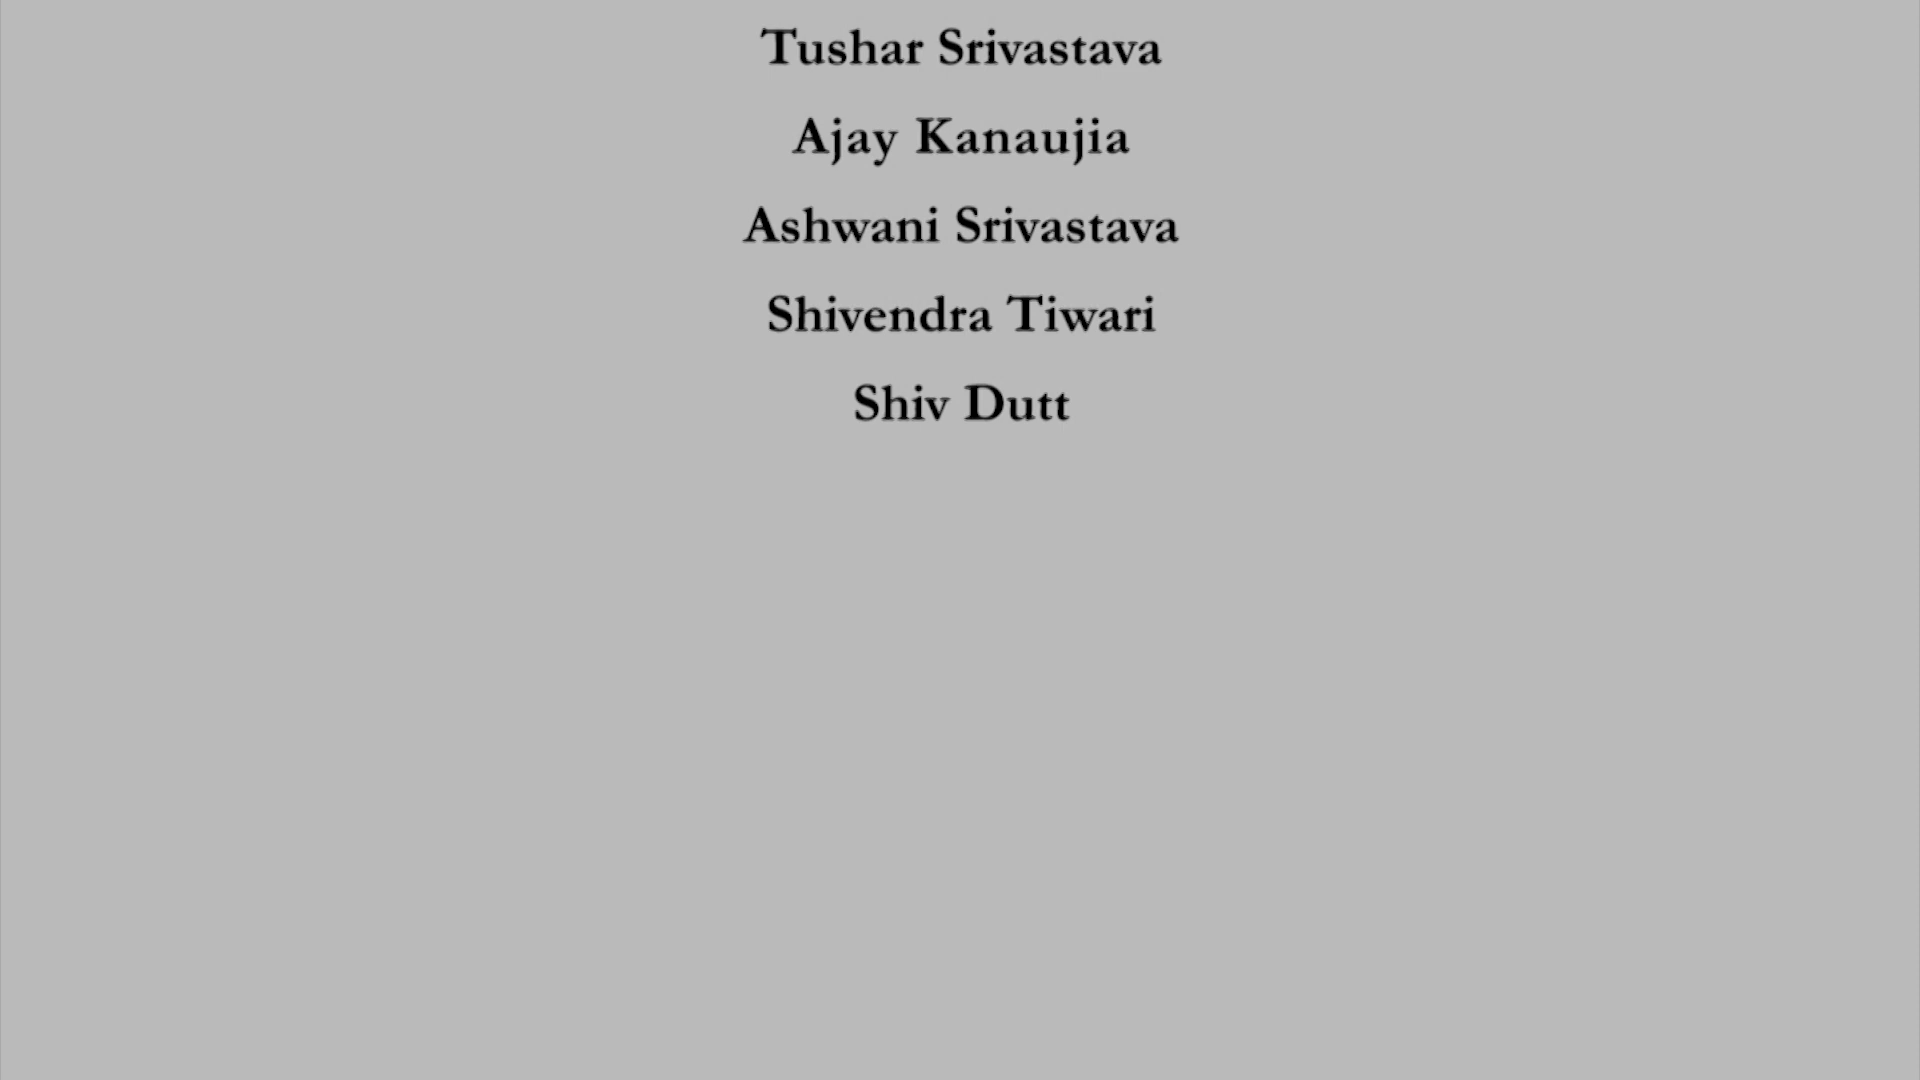 Tushar Srivastava
Ajay Kanaujia
Ashwani Srivastava
Shivendra Tiwari
Shiv Dutt